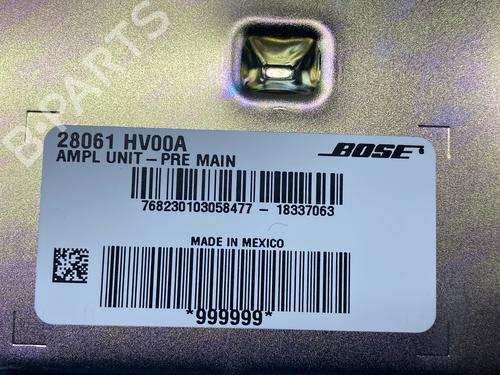 B-PARTS
28061 HV00A
AMPL UNIT-PRE MAIN
BOSE
768230103058477 - 18337063
MADE IN MEXICO
*999999*